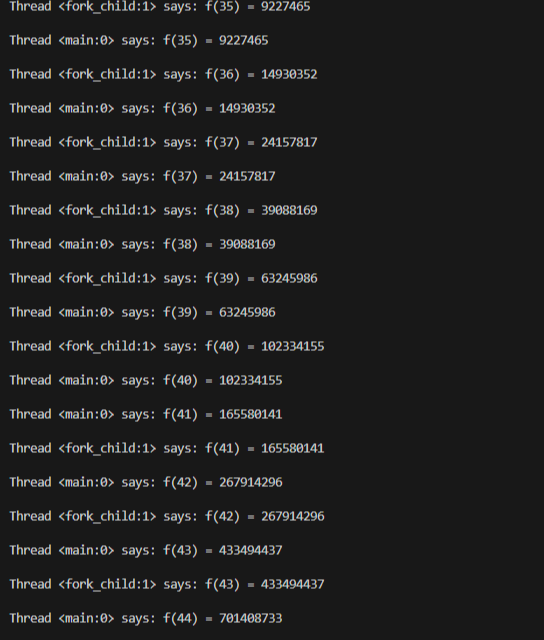 Thread <fork_child:1> says: f(35) = 9227465
Thread <main:0> says: f(35) = 9227465
Thread <fork_child:1> says: f(36) = 14930352
Thread <main:0> says: f(36) = 14930352
Thread <fork_child:1> says: f(37) = 24157817
Thread <main:0> says: f(37) = 24157817
Thread <fork_child:1> says: f(38) = 39088169
Thread <main:0> says: f(38) = 39088169
Thread <fork_child:1> says: f(39) = 63245986
Thread <main:0> says: f(39) = 63245986
Thread <fork_child:1> says: f(40) = 102334155
Thread <main:0> says: f(40) = 102334155
Thread <main:0> says: f(41) = 165580141
Thread <fork_child:1> says: f(41) = 165580141
Thread <main:0> says: f(42) = 267914296
Thread <fork_child:1> says: f(42) = 267914296
Thread <main:0> says: f(43) = 433494437
Thread <fork_child:1> says: f(43) = 433494437
Thread <main:0> says: f(44) = 701408733